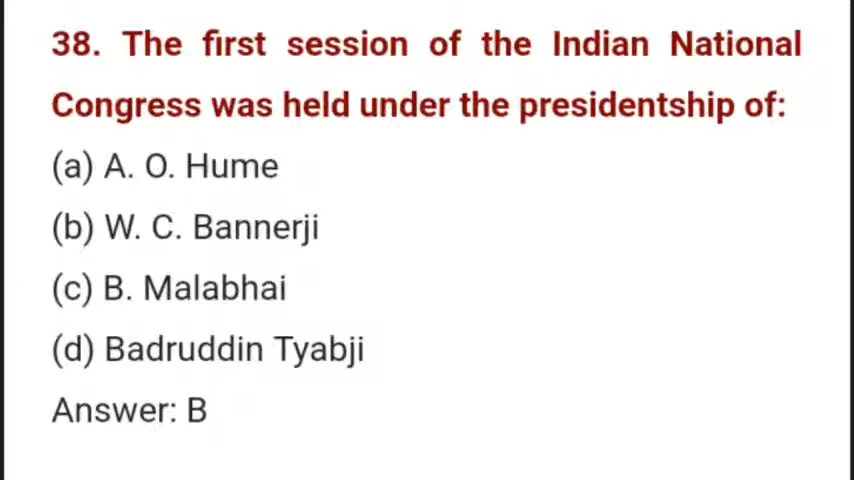 38. The first session of the Indian National
Congress was held under the presidentship of:
(a) A. O. Hume
(b) W. C. Bannerji
(c) B. Malabhai
(d) Badruddin Tyabji
Answer: B